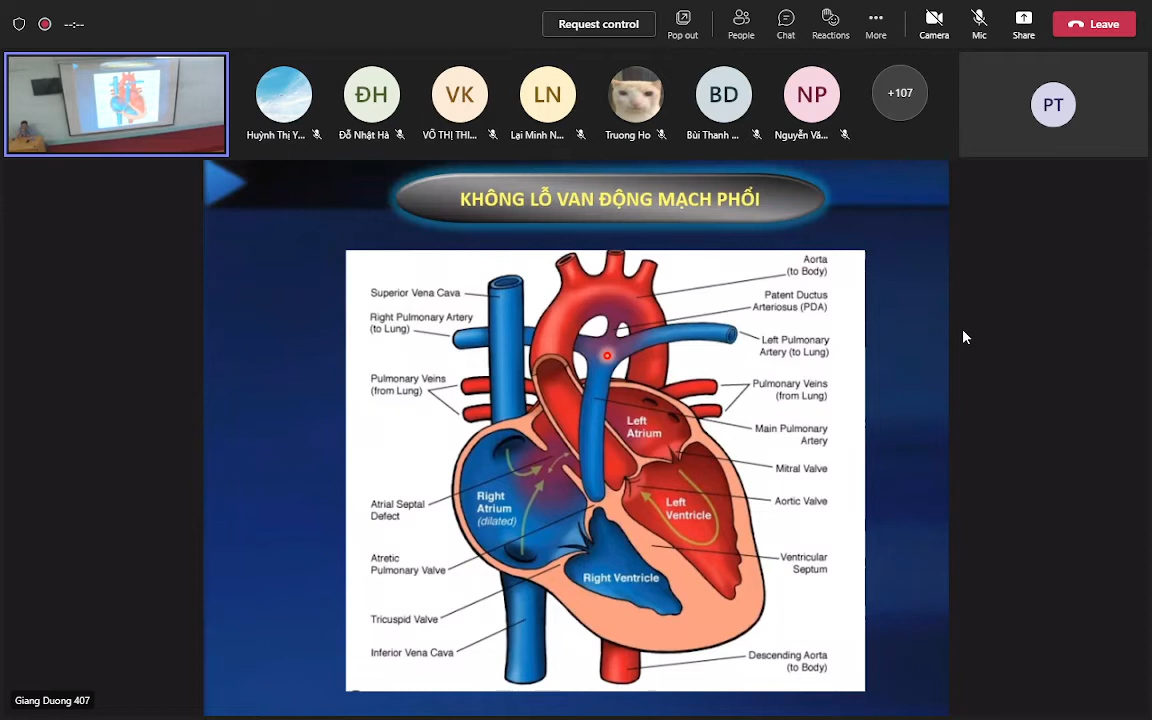 --:--
Request control
Pop out
People
Chat
Reactions
More
Camera
Mic
Share
Leave
Huỳnh Thị Y...
ĐH
Đỗ Nhật Hà
VK
VÕ THỊ THI...
LN
Lại Minh N...
Truong Ho
BD
Bùi Thanh ...
NP
Nguyễn Vă...
+107
PT
KHÔNG LỖ VAN ĐỘNG MẠCH PHỔI
Superior Vena Cava
Right Pulmonary Artery
(to Lung)
Pulmonary Veins
(from Lung)
Atrial Septal
Defect
Atretic
Pulmonary Valve
Tricuspid Valve
Inferior Vena Cava
Right
Atrium
(dilated)
Right Ventricle
Left
Atrium
Left
Ventricle
Aorta
(to Body)
Patent Ductus
Arteriosus (PDA)
Left Pulmonary
Artery (to Lung)
Pulmonary Veins
(from Lung)
Main Pulmonary
Artery
Mitral Valve
Aortic Valve
Ventricular
Septum
Descending Aorta
(to Body)
Giang Duong 407